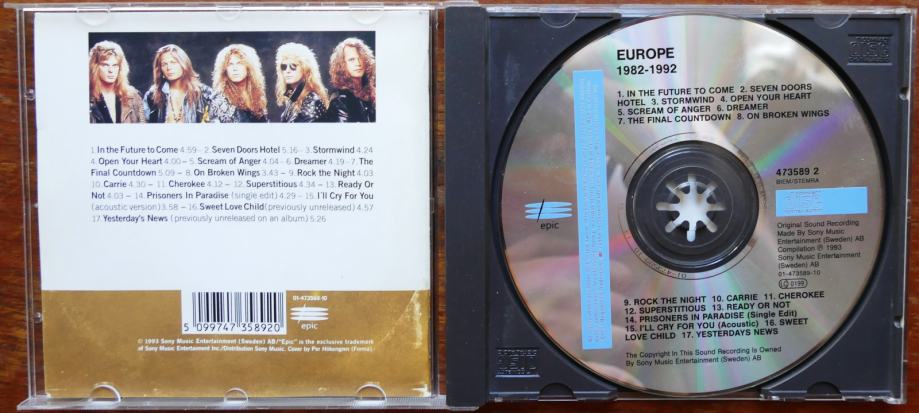 1.In the Future to Come 4.59–2.Seven Doors Hotel 5.16–3.Stormwind 4.24
4.Open Your Heart 4.00–5.Scream of Anger 4.04–6.Dreamer 4.19–7.The
Final Countdown 5.09–8.On Broken Wings 3.43–9.Rock the Night 4.03
10.Carrie 4.30–11.Cherokee 4.12–12.Superstitious 4.34–13.Ready Or
Not 4.03–14.Prisoners In Paradise (single edit) 4.29–15.I'll Cry For You
(acoustic version) 3.58–16.Sweet Love Child (previously unreleased) 4.57
17.Yesterday's News (previously unreleased on an album) 5.26
01-473589-10
epic
5 099747 358920
© 1993 Sony Music Entertainment (Sweden) AB/"Epic" is the exclusive trademark
of Sony Music Entertainment Inc./Distribution Sony Music. Cover by Per Håkengren (Forma)
EUROPE
1982-1992
1. IN THE FUTURE TO COME 2. SEVEN DOORS
HOTEL 3. STORMWIND 4. OPEN YOUR HEART
5. SCREAM OF ANGER 6. DREAMER
7. THE FINAL COUNTDOWN 8. ON BROKEN WINGS
epic
473589 2
BIEM/STEMRA
Original Sound Recording
Made By Sony Music
Entertainment (Sweden) AB
Compilation ℗ 1993
Sony Music Entertainment
(Sweden) AB
01-473589-10
LC 0199
9. ROCK THE NIGHT 10. CARRIE 11. CHEROKEE
12. SUPERSTITIOUS 13. READY OR NOT
14. PRISONERS IN PARADISE (Single Edit)
15. I'LL CRY FOR YOU (Acoustic) 16. SWEET
LOVE CHILD 17. YESTERDAYS NEWS
The Copyright In This Sound Recording Is Owned
By Sony Music Entertainment (Sweden) AB